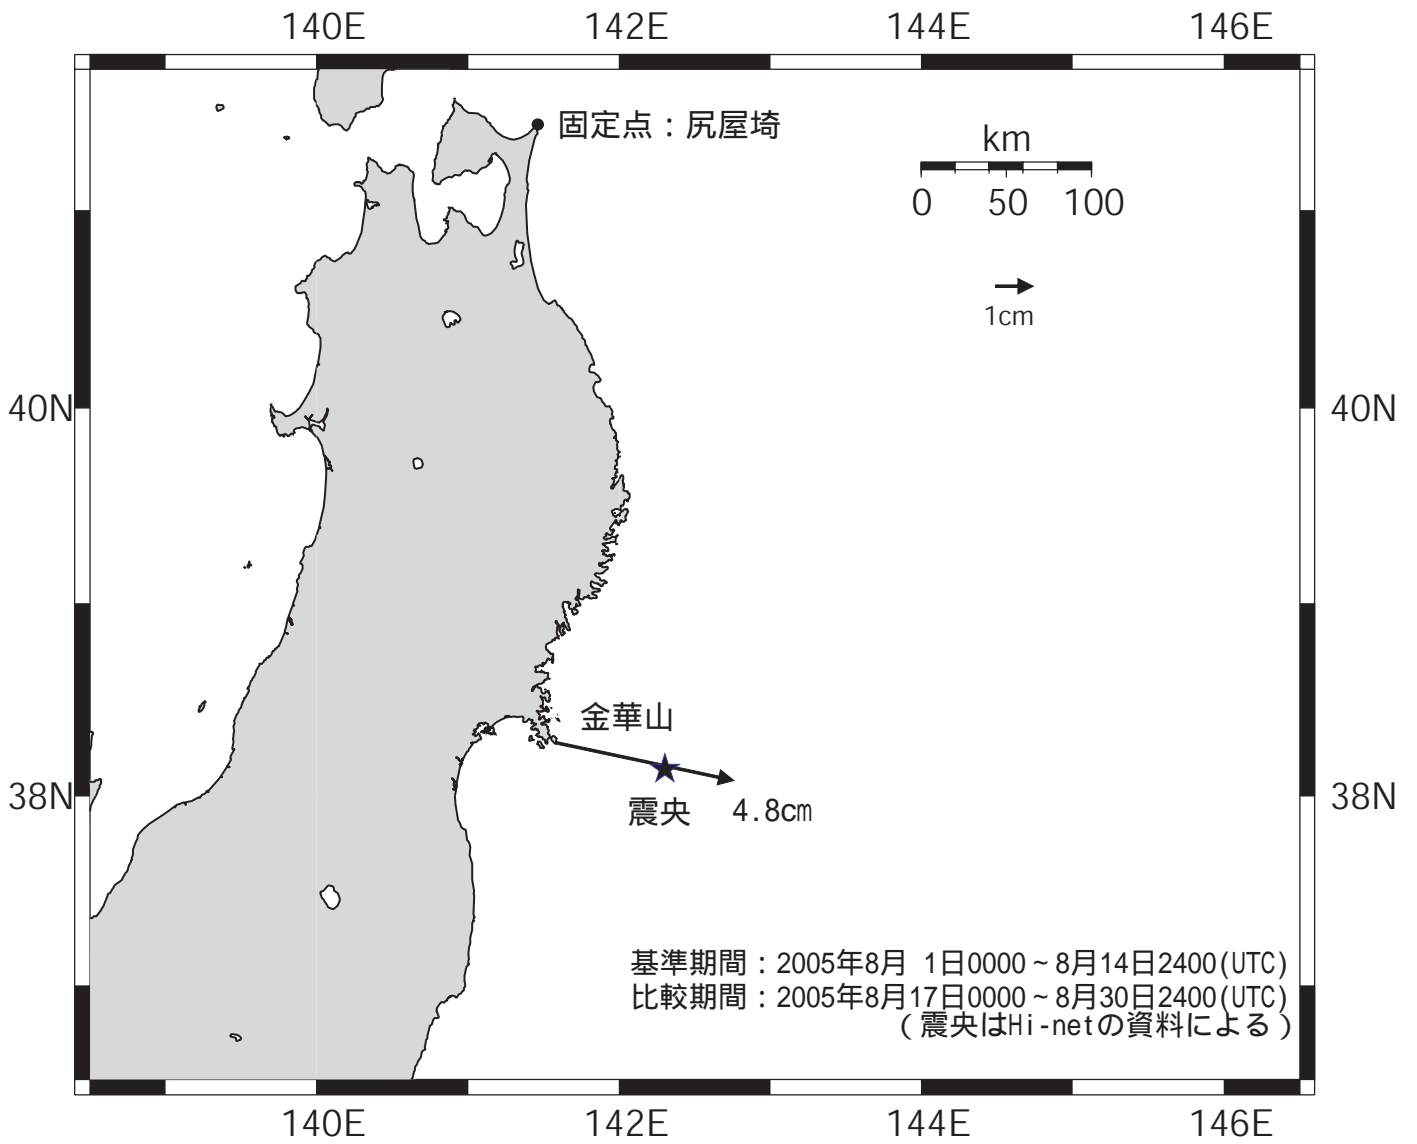 140E 142E 144E 146E
固定点：尻屋埼
km
0 50 100
1cm
40N 40N
金華山
38N 38N
震央 4.8cm
基準期間：2005年8月 1日0000～8月14日2400(UTC)
比較期間：2005年8月17日0000～8月30日2400(UTC)
（震央はHi-netの資料による）
140E 142E 144E 146E